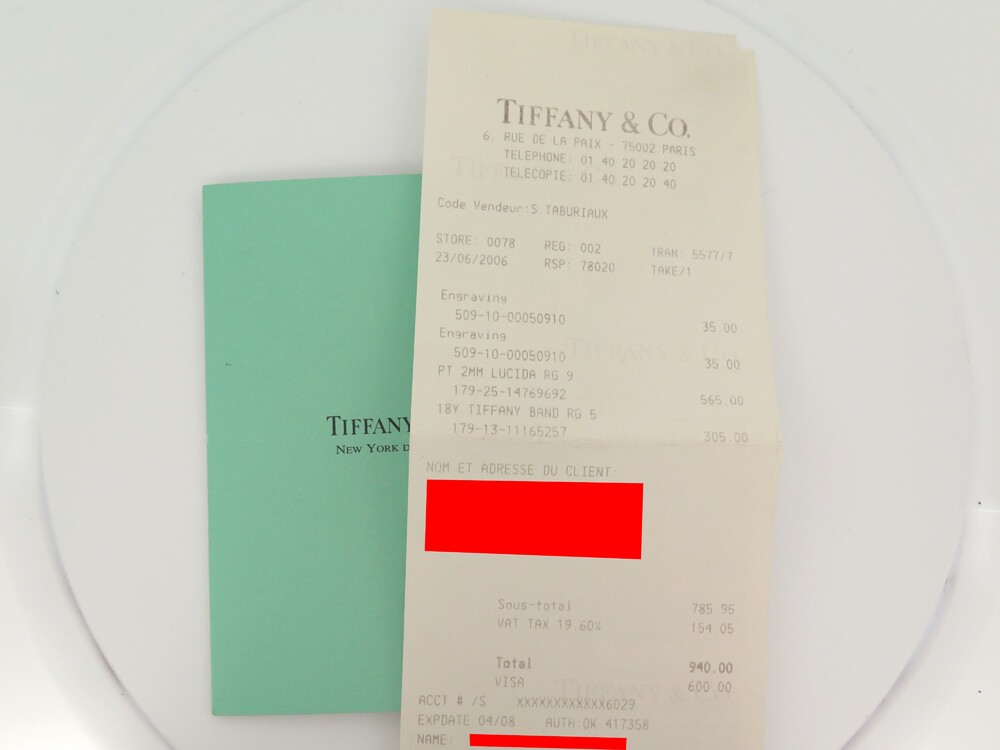 TIFFANY & CO.
6. RUE DE LA PAIX - 75002 PARIS
TELEPHONE: 01 40 20 20 20
TELECOPIE: 01 40 20 20 40
Code Vendeur:S.TABURIAUX
STORE: 0078 REG: 002 TRAN: 5577/7
23/06/2006 RSP: 78020 TAKE/1
Engraving
509-10-00050910 35.00
Engraving
509-10-00050910 35.00
PT 2MM LUCIDA RG 9
179-25-14769692 565.00
18Y TIFFANY BAND RG 5
179-13-11165257 305.00
NOM ET ADRESSE DU CLIENT:
Sous-total 785.95
VAT TAX 19.60% 154.05
Total 940.00
VISA 600.00
ACCT # /S XXXXXXXXXXXX6029
EXPDATE 04/08 AUTH:OK 417358
NAME:
TIFFANY
NEW YORK